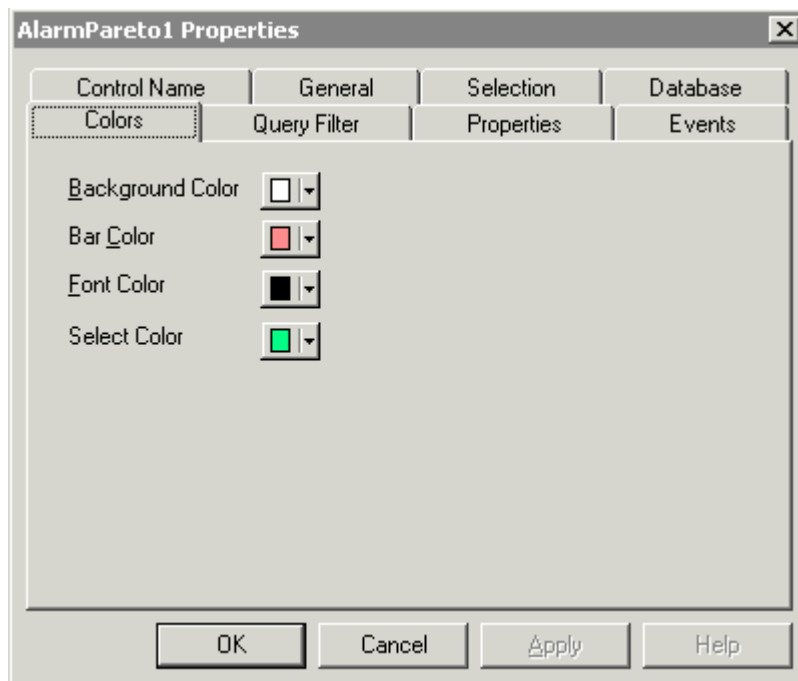 AlarmPareto1 Properties
Control Name General Selection Database
Colors Query Filter Properties Events
Background Color
Bar Color
Font Color
Select Color
OK Cancel Apply Help